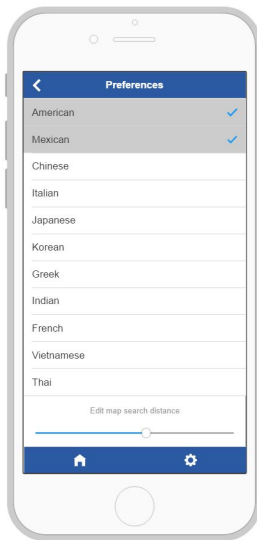 Preferences
American
Mexican
Chinese
Italian
Japanese
Korean
Greek
Indian
French
Vietnamese
Thai
Edit map search distance